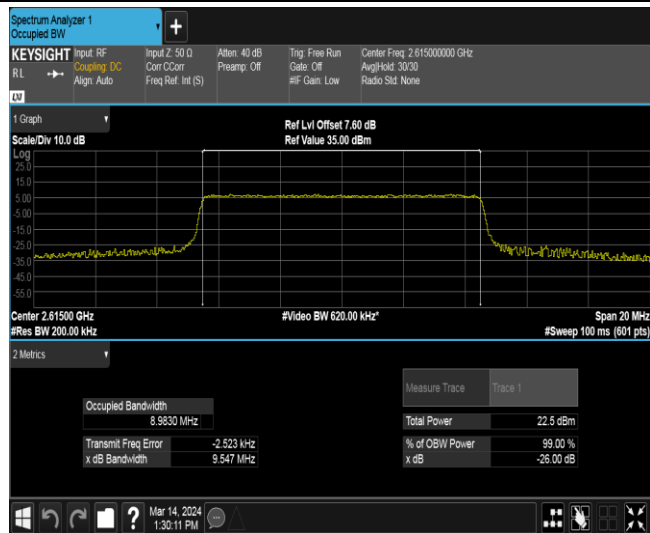 Spectrum Analyzer 1
Occupied BW
+
KEYSIGHT
RL
Input: RF
Coupling: DC
Align: Auto
Input Z: 50 Ω
Corr CCorr
Freq Ref: Int (S)
Atten: 40 dB
Preamp: Off
Trig: Free Run
Gate: Off
#IF Gain: Low
Center Freq: 2.615000000 GHz
Avg|Hold: 30/30
Radio Std: None
1 Graph
Scale/Div 10.0 dB
Ref Lvl Offset 7.60 dB
Ref Value 35.00 dBm
Log
25.0
15.0
5.00
-5.00
-15.0
-25.0
-35.0
-45.0
-55.0
Center 2.61500 GHz
#Res BW 200.00 kHz
#Video BW 620.00 kHz*
Span 20 MHz
#Sweep 100 ms (601 pts)
2 Metrics
Occupied Bandwidth
8.9830 MHz
Transmit Freq Error -2.523 kHz
x dB Bandwidth 9.547 MHz
Measure Trace Trace 1
Total Power 22.5 dBm
% of OBW Power 99.00 %
x dB -26.00 dB
?
Mar 14, 2024
1:30:11 PM